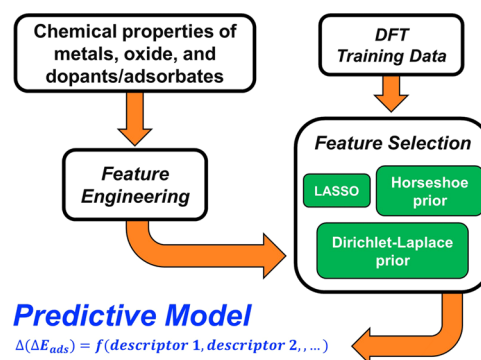 Chemical properties of
metals, oxide, and
dopants/adsorbates
DFT
Training Data
Feature
Engineering
Feature Selection
LASSO
Horseshoe
prior
Dirichlet-Laplace
prior
Predictive Model
Δ(ΔE_ads) = f(descriptor 1, descriptor 2, , …)